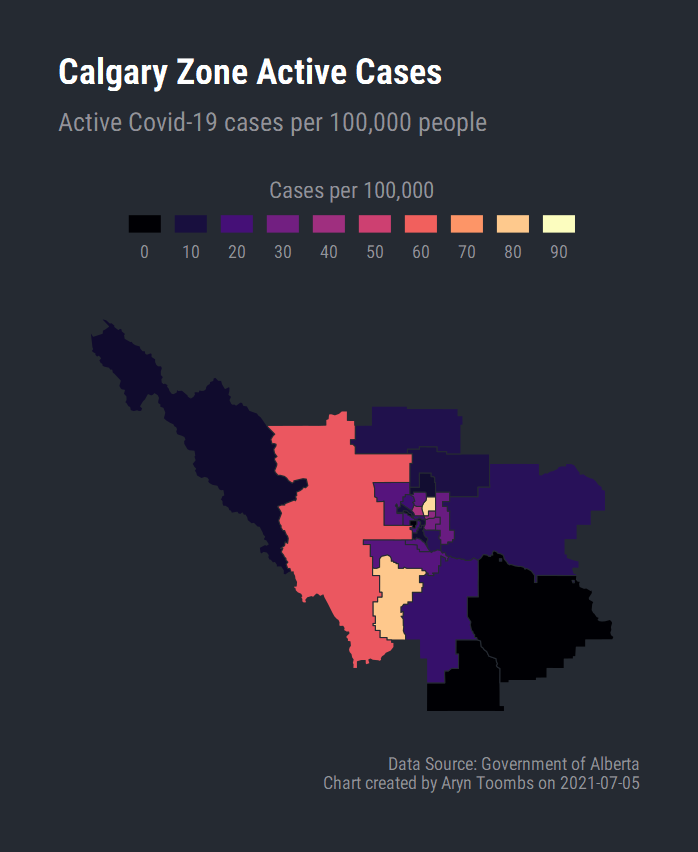 Calgary Zone Active Cases
Active Covid-19 cases per 100,000 people
Cases per 100,000
0 10 20 30 40 50 60 70 80 90
Data Source: Government of Alberta
Chart created by Aryn Toombs on 2021-07-05